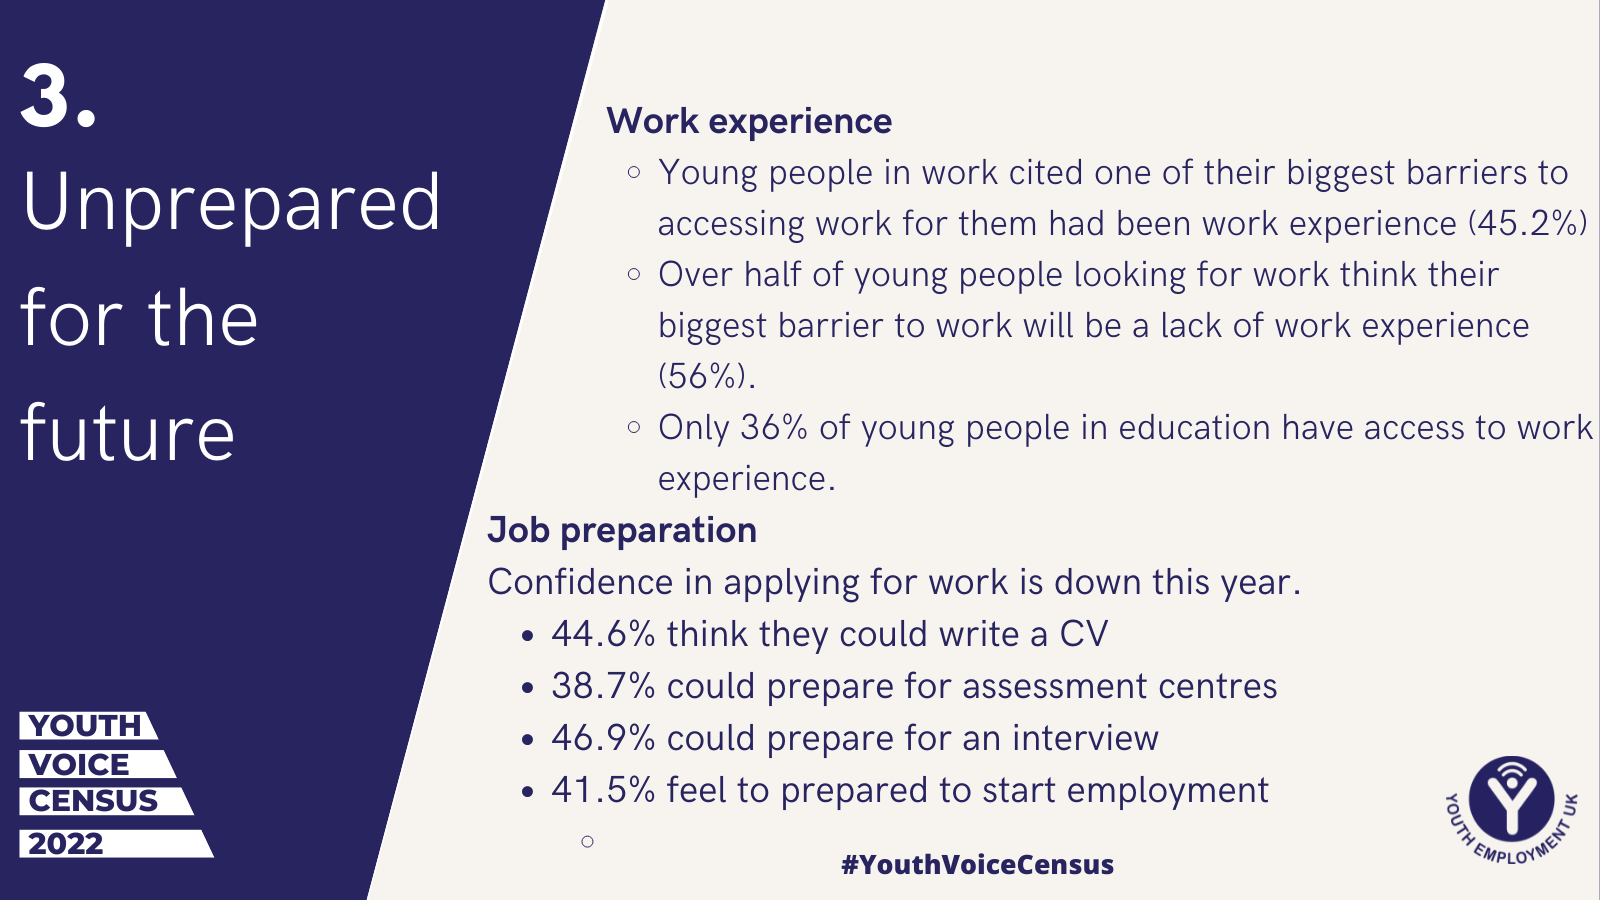 3.
Unprepared
for the
future
Work experience
Young people in work cited one of their biggest barriers to
accessing work for them had been work experience (45.2%)
Over half of young people looking for work think their
biggest barrier to work will be a lack of work experience
(56%).
Only 36% of young people in education have access to work
experience.
Job preparation
Confidence in applying for work is down this year.
44.6% think they could write a CV
38.7% could prepare for assessment centres
46.9% could prepare for an interview
41.5% feel to prepared to start employment
#YouthVoiceCensus
YOUTH
VOICE
CENSUS
2022
YOUTH EMPLOYMENT UK